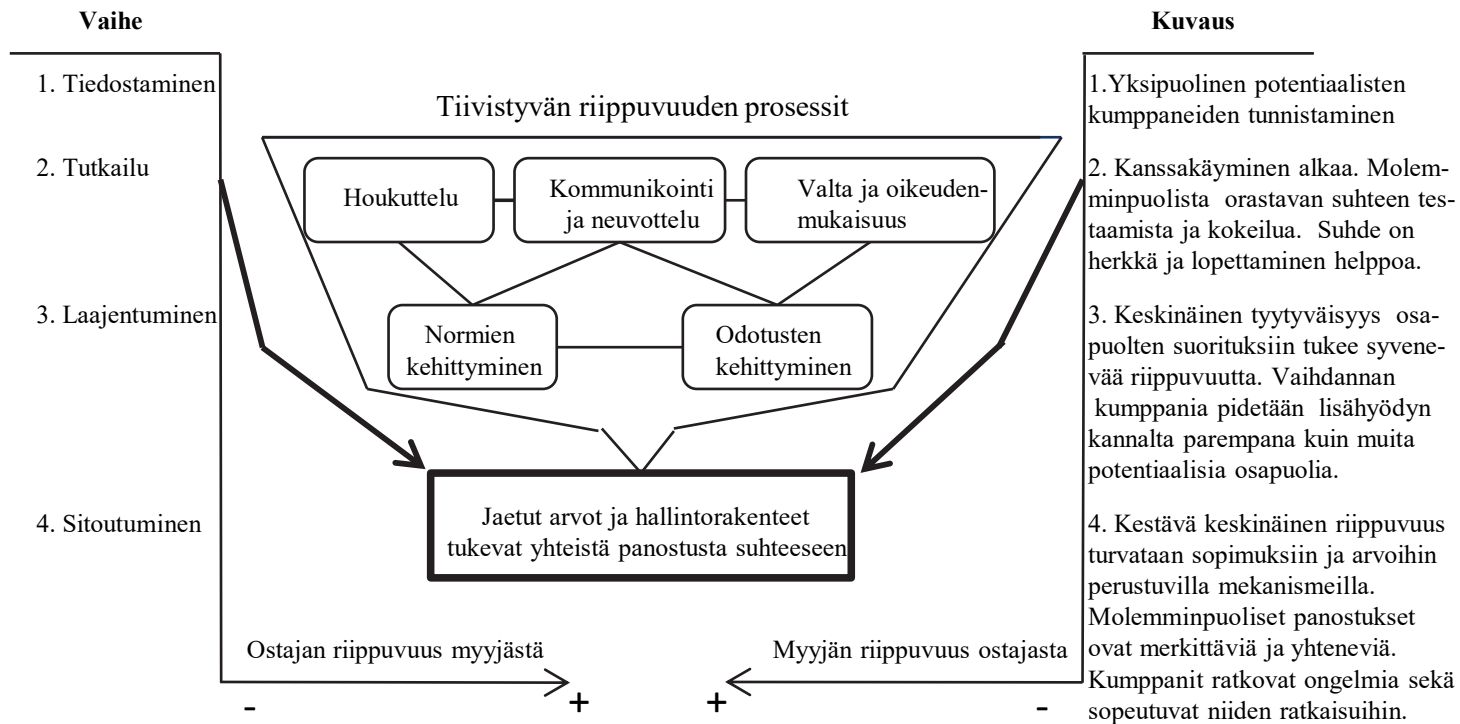 Vaihe
1. Tiedostaminen
2. Tutkailu
3. Laajentuminen
4. Sitoutuminen
Tiivistyvän riippuvuuden prosessit
Houkuttelu
Kommunikointi
ja neuvottelu
Valta ja oikeuden-
mukaisuus
Normien
kehittyminen
Odotusten
kehittyminen
Jaetut arvot ja hallintorakenteet
tukevat yhteistä panostusta suhteeseen
Ostajan riippuvuus myyjästä
Myyjän riippuvuus ostajasta
- + + -
Kuvaus
1.Yksipuolinen potentiaalisten
kumppaneiden tunnistaminen
2. Kanssakäyminen alkaa. Molem-
minpuolista orastavan suhteen tes-
taamista ja kokeilua. Suhde on
herkkä ja lopettaminen helppoa.
3. Keskinäinen tyytyväisyys osa-
puolten suorituksiin tukee syvene-
vää riippuvuutta. Vaihdannan
kumppania pidetään lisähyödyn
kannalta parempana kuin muita
potentiaalisia osapuolia.
4. Kestävä keskinäinen riippuvuus
turvataan sopimuksiin ja arvoihin
perustuvilla mekanismeilla.
Molemminpuoliset panostukset
ovat merkittäviä ja yhteneviä.
Kumppanit ratkovat ongelmia sekä
sopeutuvat niiden ratkaisuihin.